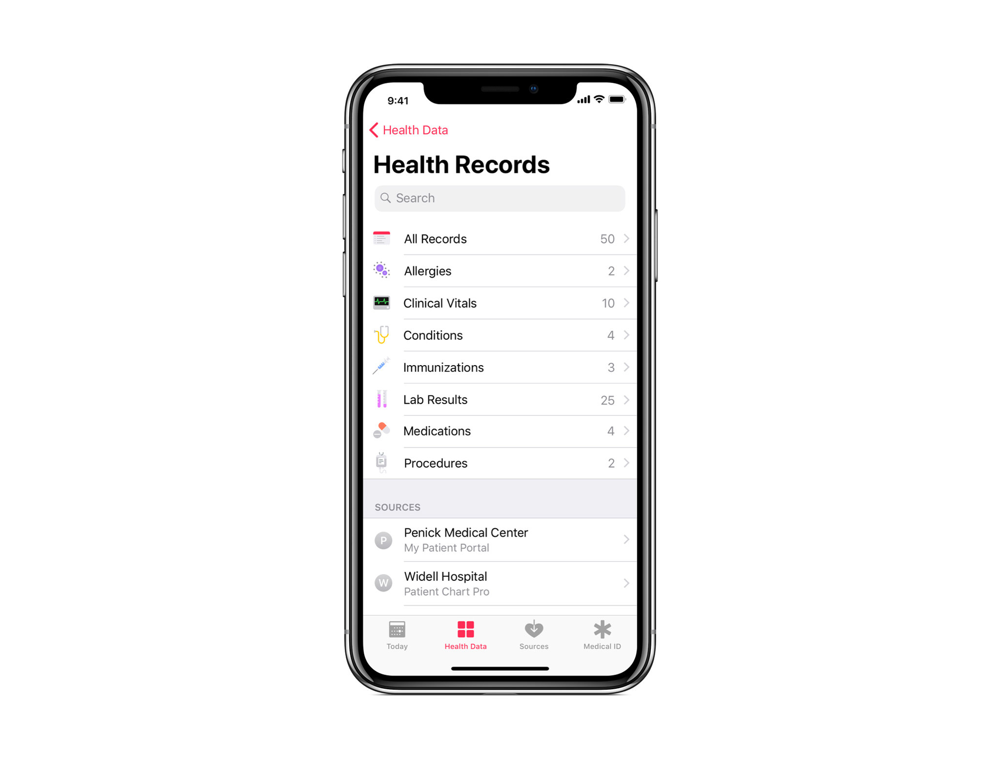 9:41
Health Data
Health Records
Search
All Records 50
Allergies 2
Clinical Vitals 10
Conditions 4
Immunizations 3
Lab Results 25
Medications 4
Procedures 2
SOURCES
P
Penick Medical Center
My Patient Portal
W
Widell Hospital
Patient Chart Pro
Today Health Data Sources Medical ID